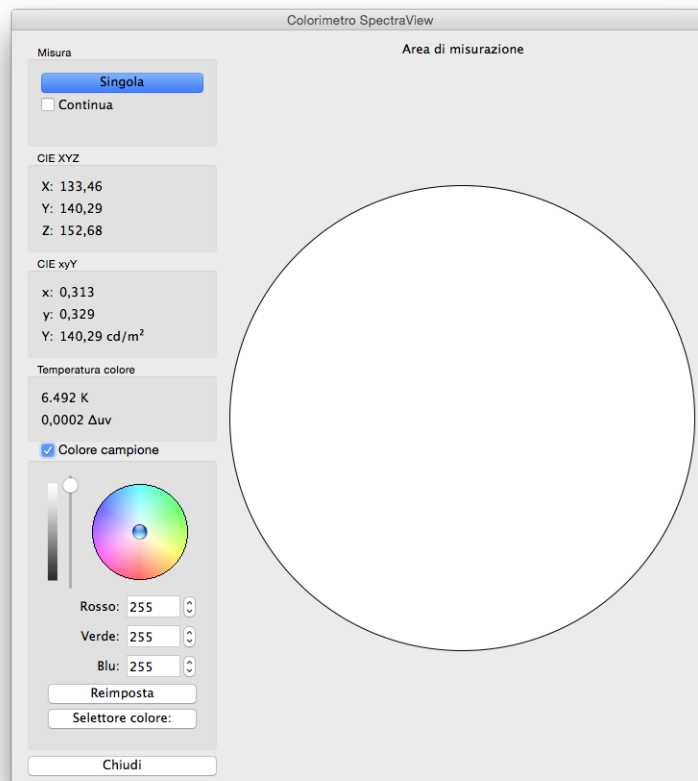 Colorimetro SpectraView
Misura
Singola
Continua
CIE XYZ
X: 133,46
Y: 140,29
Z: 152,68
CIE xyY
x: 0,313
y: 0,329
Y: 140,29 cd/m²
Temperatura colore
6.492 K
0,0002 Δuv
Colore campione
Rosso: 255
Verde: 255
Blu: 255
Reimposta
Selettore colore:
Chiudi
Area di misurazione